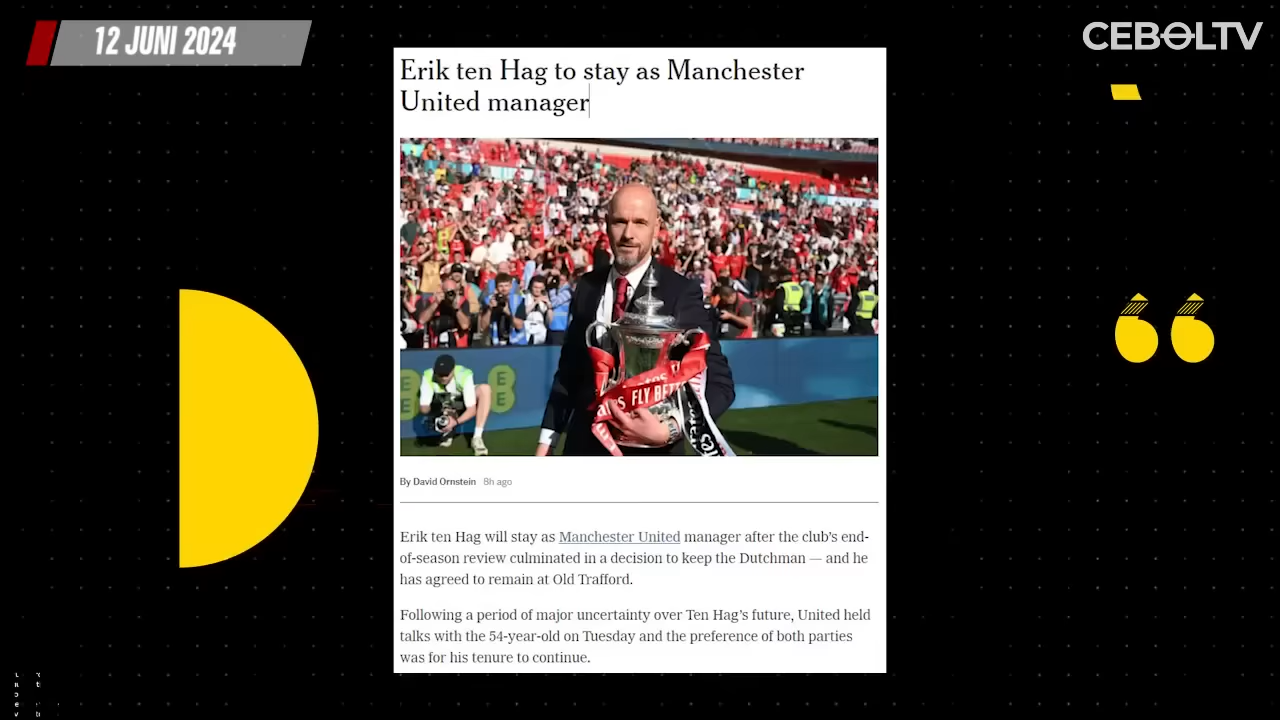 12 JUNI 2024
CEBOLTV
Erik ten Hag to stay as Manchester
United manager
FLY BETTE
By David Ornstein 8h ago
Erik ten Hag will stay as Manchester United manager after the club's end-
of-season review culminated in a decision to keep the Dutchman — and he
has agreed to remain at Old Trafford.
Following a period of major uncertainty over Ten Hag's future, United held
talks with the 54-year-old on Tuesday and the preference of both parties
was for his tenure to continue.